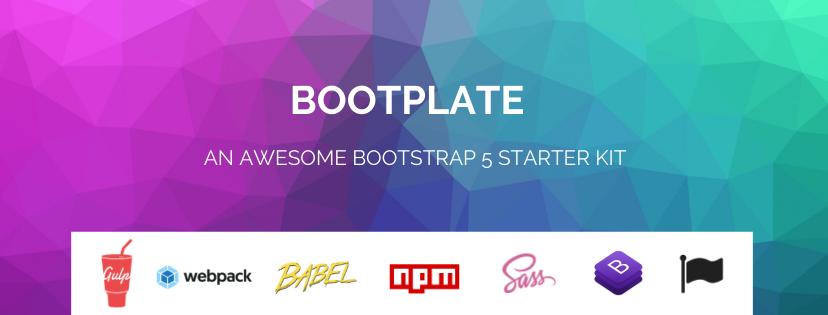 BOOTPLATE
AN AWESOME BOOTSTRAP 5 STARTER KIT
Gulp webpack BABEL npm Sass B